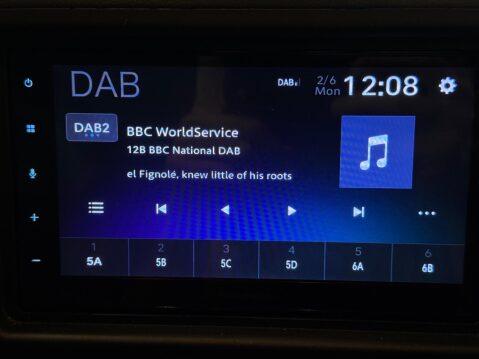 DAB
DAB 2/6 Mon 12:08
DAB2
BBC WorldService
12B BBC National DAB
el Fignolé, knew little of his roots
1 2 3 4 5 6
5A 5B 5C 5D 6A 6B